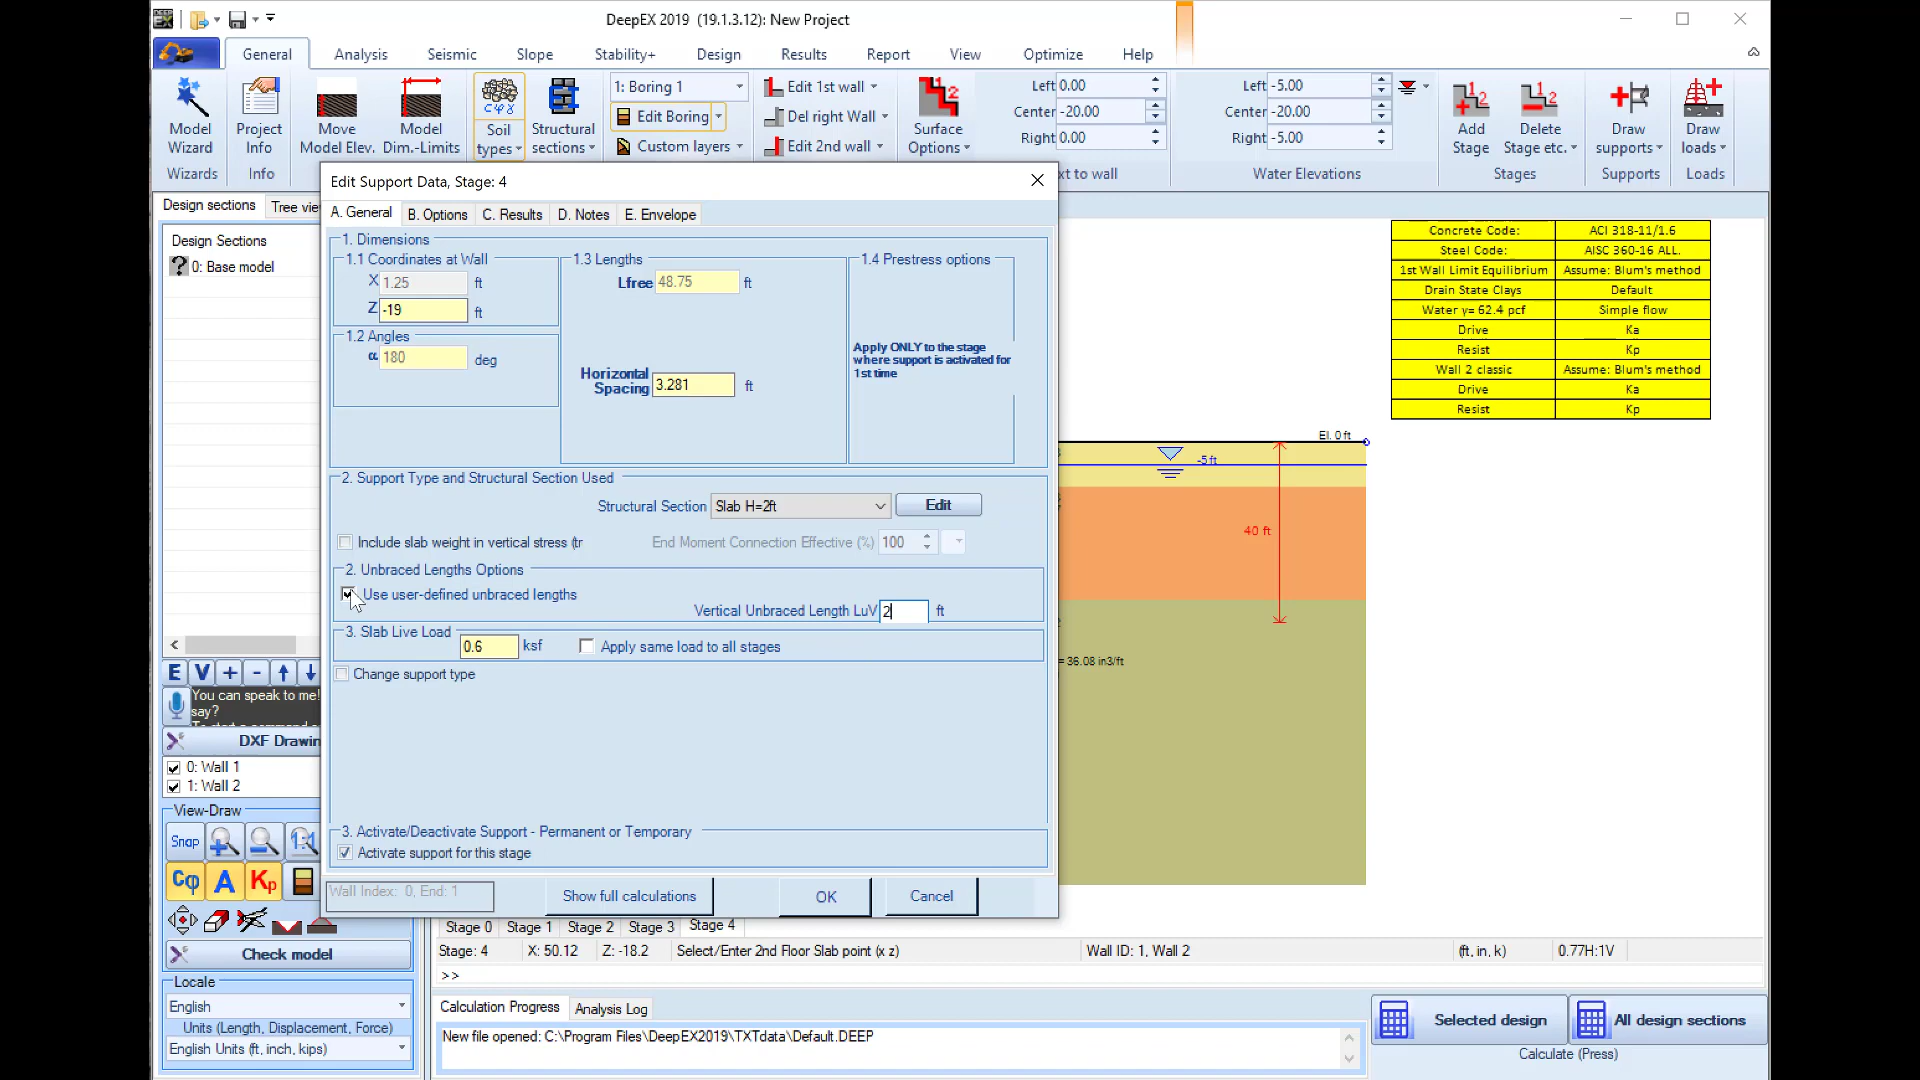 DeepEX 2019 (19.1.3.12): New Project
General Analysis Seismic Slope Stability+ Design Results Report View Optimize Help
Model Wizard
Project Info
Move Model Elev.
Model Dim.-Limits
Soil types
Structural sections
1: Boring 1
Edit Boring
Custom layers
Edit 1st wall
Del right Wall
Edit 2nd wall
Surface Options
Left 0.00
Center -20.00
Right 0.00
Left -5.00
Center -20.00
Right -5.00
Add Stage
Delete Stage etc.
Draw supports
Draw loads
Wizards
Info
xt to wall
Water Elevations
Stages
Supports
Loads
Design sections
Tree vie
Design Sections
0: Base model
Edit Support Data, Stage: 4
A. General B. Options C. Results D. Notes E. Envelope
1. Dimensions
1.1 Coordinates at Wall
X 1.25 ft
Z -19 ft
1.2 Angles
α 180 deg
1.3 Lengths
Lfree 48.75 ft
Horizontal Spacing 3.281 ft
1.4 Prestress options
Apply ONLY to the stage
where support is activated for
1st time
2. Support Type and Structural Section Used
Structural Section Slab H=2ft Edit
Include slab weight in vertical stress (tr
End Moment Connection Effective (%) 100
2. Unbraced Lengths Options
Use user-defined unbraced lengths
Vertical Unbraced Length LuV 2 ft
3. Slab Live Load 0.6 ksf
Apply same load to all stages
Change support type
3. Activate/Deactivate Support - Permanent or Temporary
Activate support for this stage
Wall Index: 0, End: 1
Show full calculations
OK
Cancel
Concrete Code: ACI 318-11/1.6
Steel Code: AISC 360-16 ALL.
1st Wall Limit Equilibrium Assume: Blum's method
Drain State Clays Default
Water γ= 62.4 pcf Simple flow
Drive Ka
Resist Kp
Wall 2 classic Assume: Blum's method
Drive Ka
Resist Kp
El. 0 ft
-5 ft
40 ft
= 36.08 in3/ft
E V + -
You can speak to me!
say?
DXF Drawin
0: Wall 1
1: Wall 2
View-Draw
Snap
1:1
Cφ A Kp
Check model
Locale
English
Units (Length, Displacement, Force)
English Units (ft, inch, kips)
Stage 0 Stage 1 Stage 2 Stage 3 Stage 4
Stage: 4 X: 50.12 Z: -18.2 Select/Enter 2nd Floor Slab point (x z) Wall ID: 1, Wall 2 (ft, in, k) 0.77H:1V
>>
Calculation Progress
Analysis Log
New file opened: C:\Program Files\DeepEX2019\TXTdata\Default.DEEP
Selected design
All design sections
Calculate (Press)